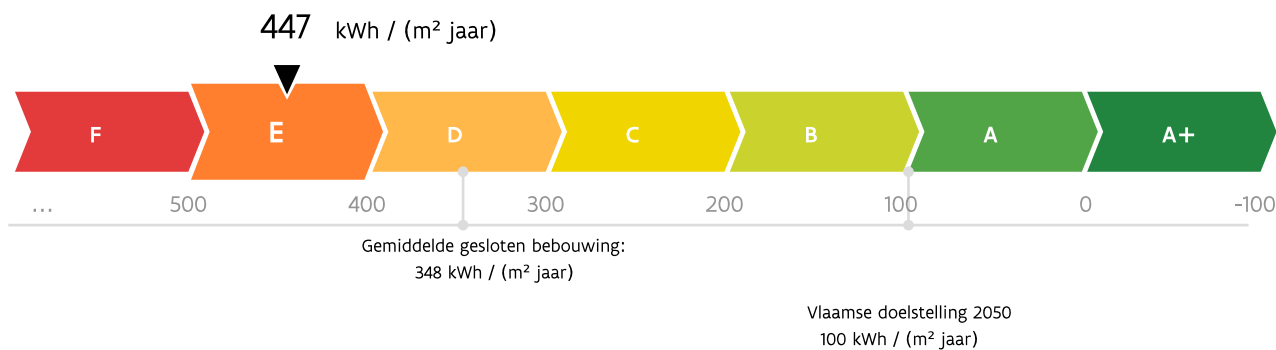 447 kWh / (m² jaar)
F E D C B A A+
... 500 400 300 200 100 0 -100
Gemiddelde gesloten bebouwing:
348 kWh / (m² jaar)
Vlaamse doelstelling 2050
100 kWh / (m² jaar)